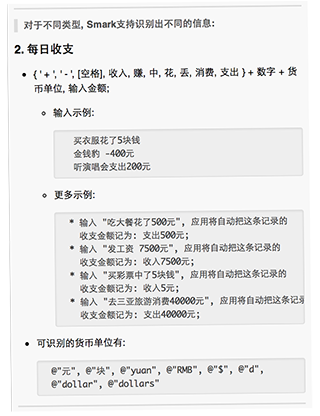 对于不同类型, Smark支持识别出不同的信息:
2. 每日收支
• { ' + ', ' - ', [空格], 收入, 赚, 中, 花, 丢, 消费, 支出 } + 数字 + 货
币单位, 输入金额;
◦ 输入示例:
买衣服花了5块钱
金钱豹 -400元
听演唱会支出200元
◦ 更多示例:
* 输入 "吃大餐花了500元", 应用将自动把这条记录的
收支金额记为: 支出500元;
* 输入 "发工资 7500元", 应用将自动把这条记录的
收支金额记为: 收入7500元;
* 输入 "买彩票中了5块钱", 应用将自动把这条记录的
收支金额记为: 收入5元;
* 输入 "去三亚旅游消费40000元", 应用将自动把这条记
收支金额记为: 支出40000元;
• 可识别的货币单位有:
@"元", @"块", @"yuan", @"RMB", @"$", @"d",
@"dollar", @"dollars"